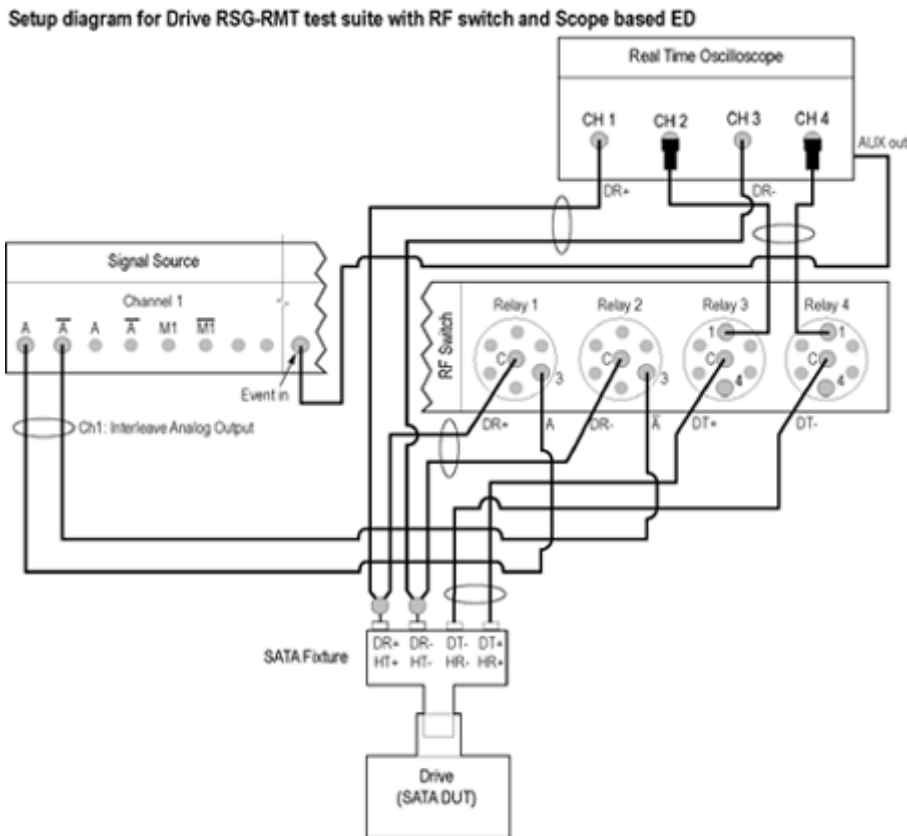 Setup diagram for Drive RSG-RMT test suite with RF switch and Scope based ED
Real Time Oscilloscope
CH 1 CH 2 CH 3 CH 4
AUX out
DR+ DR-
Signal Source
Channel 1
A A̅ A A̅ M1 M̅1̅
Event in
Ch1: Interleave Analog Output
RF Switch
Relay 1 Relay 2 Relay 3 Relay 4
1 1
C C C C
3 3 4 4
DR+ A DR- A̅ DT+ DT-
SATA Fixture
DR+ DR- DT- DT+
HT+ HT- HR- HR+
Drive
(SATA DUT)